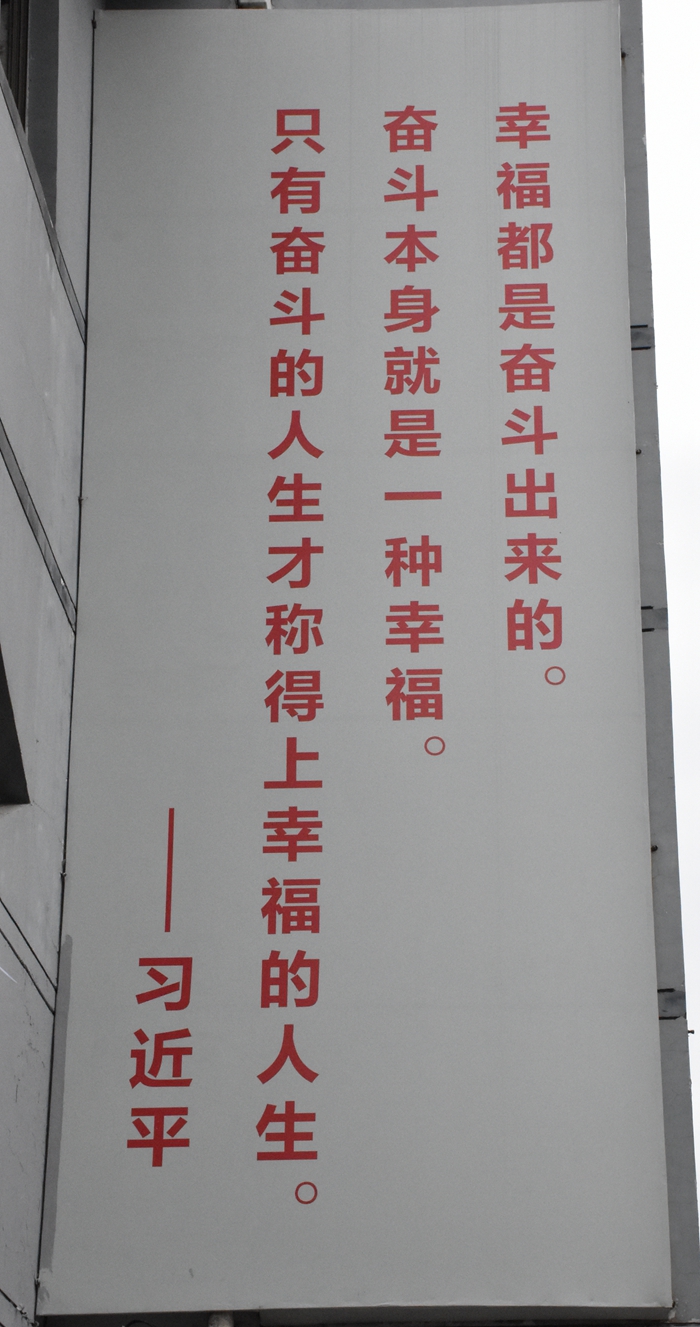 幸福都是奋斗出来的。
奋斗本身就是一种幸福。
只有奋斗的人生才称得上幸福的人生。
——习近平